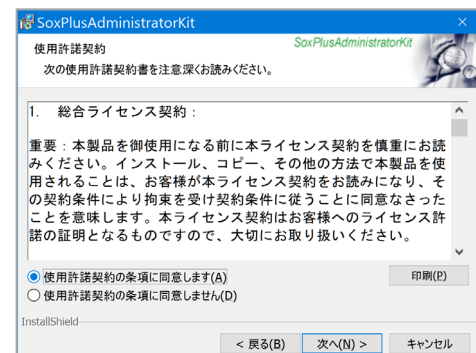 SoxPlusAdministratorKit
使用許諾契約
次の使用許諾契約書を注意深くお読みください。
SoxPlusAdministratorKit
1. 総合ライセンス契約：
重要：本製品を御使用になる前に本ライセンス契約を慎重にお読
みください。インストール、コピー、その他の方法で本製品を使
用されることは、お客様が本ライセンス契約をお読みになり、そ
の契約条件により拘束を受け契約条件に従うことに同意なさった
ことを意味します。本ライセンス契約はお客様へのライセンス許
諾の証明となるものですので、大切にお取り扱いください。
使用許諾契約の条項に同意します(A)
印刷(P)
使用許諾契約の条項に同意しません(D)
InstallShield
< 戻る(B)
次へ(N) >
キャンセル